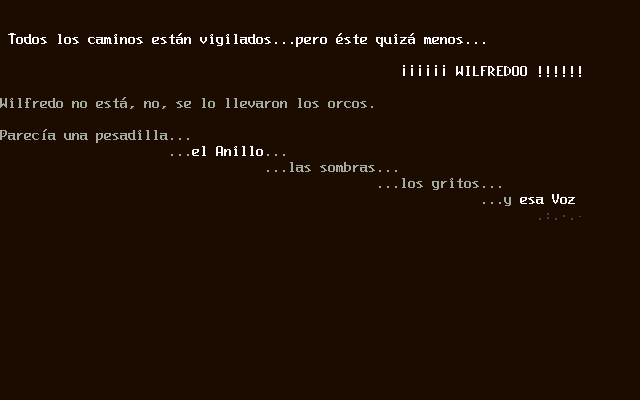 Todos los caminos están vigilados...pero éste quizá menos...
¡¡¡¡¡¡ WILFREDOO !!!!!!
Wilfredo no está, no, se lo llevaron los orcos.
Parecía una pesadilla...
...el Anillo...
...las sombras...
...los gritos...
...y esa Voz
.:.·.·